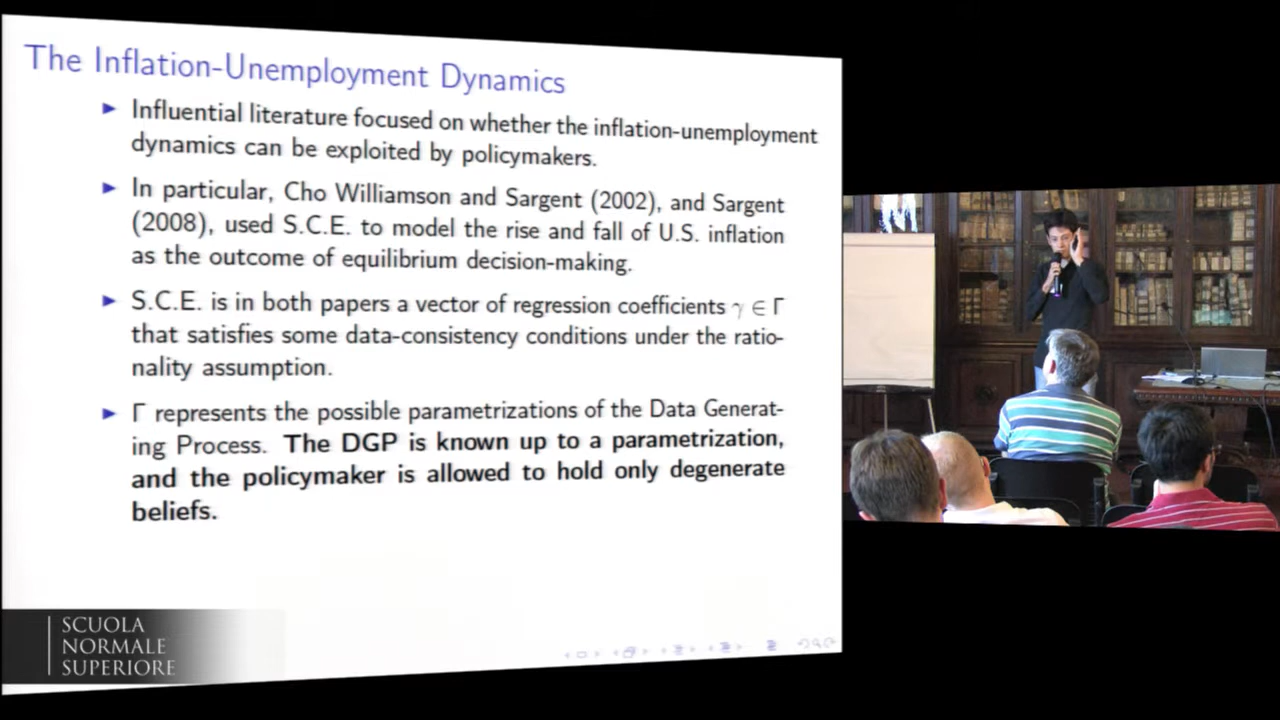 The Inflation-Unemployment Dynamics
▶ Influential literature focused on whether the inflation-unemployment
dynamics can be exploited by policymakers.
▶ In particular, Cho Williamson and Sargent (2002), and Sargent
(2008), used S.C.E. to model the rise and fall of U.S. inflation
as the outcome of equilibrium decision-making.
▶ S.C.E. is in both papers a vector of regression coefficients γ ∈ Γ
that satisfies some data-consistency conditions under the ratio-
nality assumption.
▶ Γ represents the possible parametrizations of the Data Generat-
ing Process. The DGP is known up to a parametrization,
and the policymaker is allowed to hold only degenerate
beliefs.
SCUOLA
NORMALE
SUPERIORE